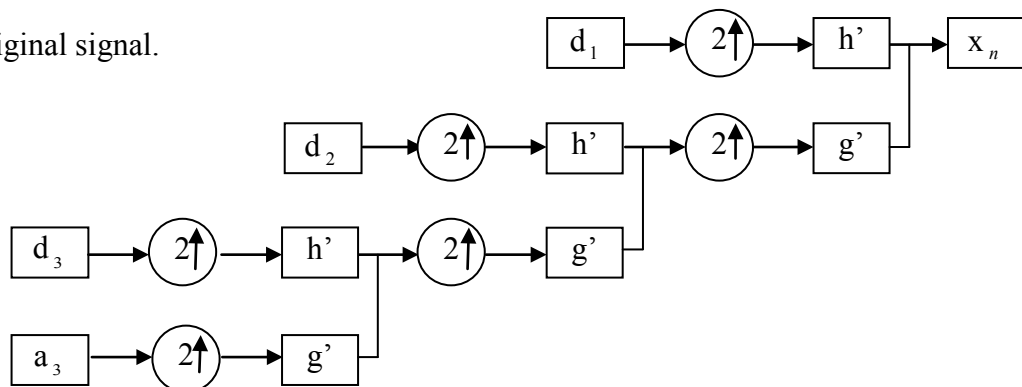 iginal signal.
d₁ 2 h’ xₙ
d₂ 2 h’ 2 g’
d₃ 2 h’ 2 g’
a₃ 2 g’